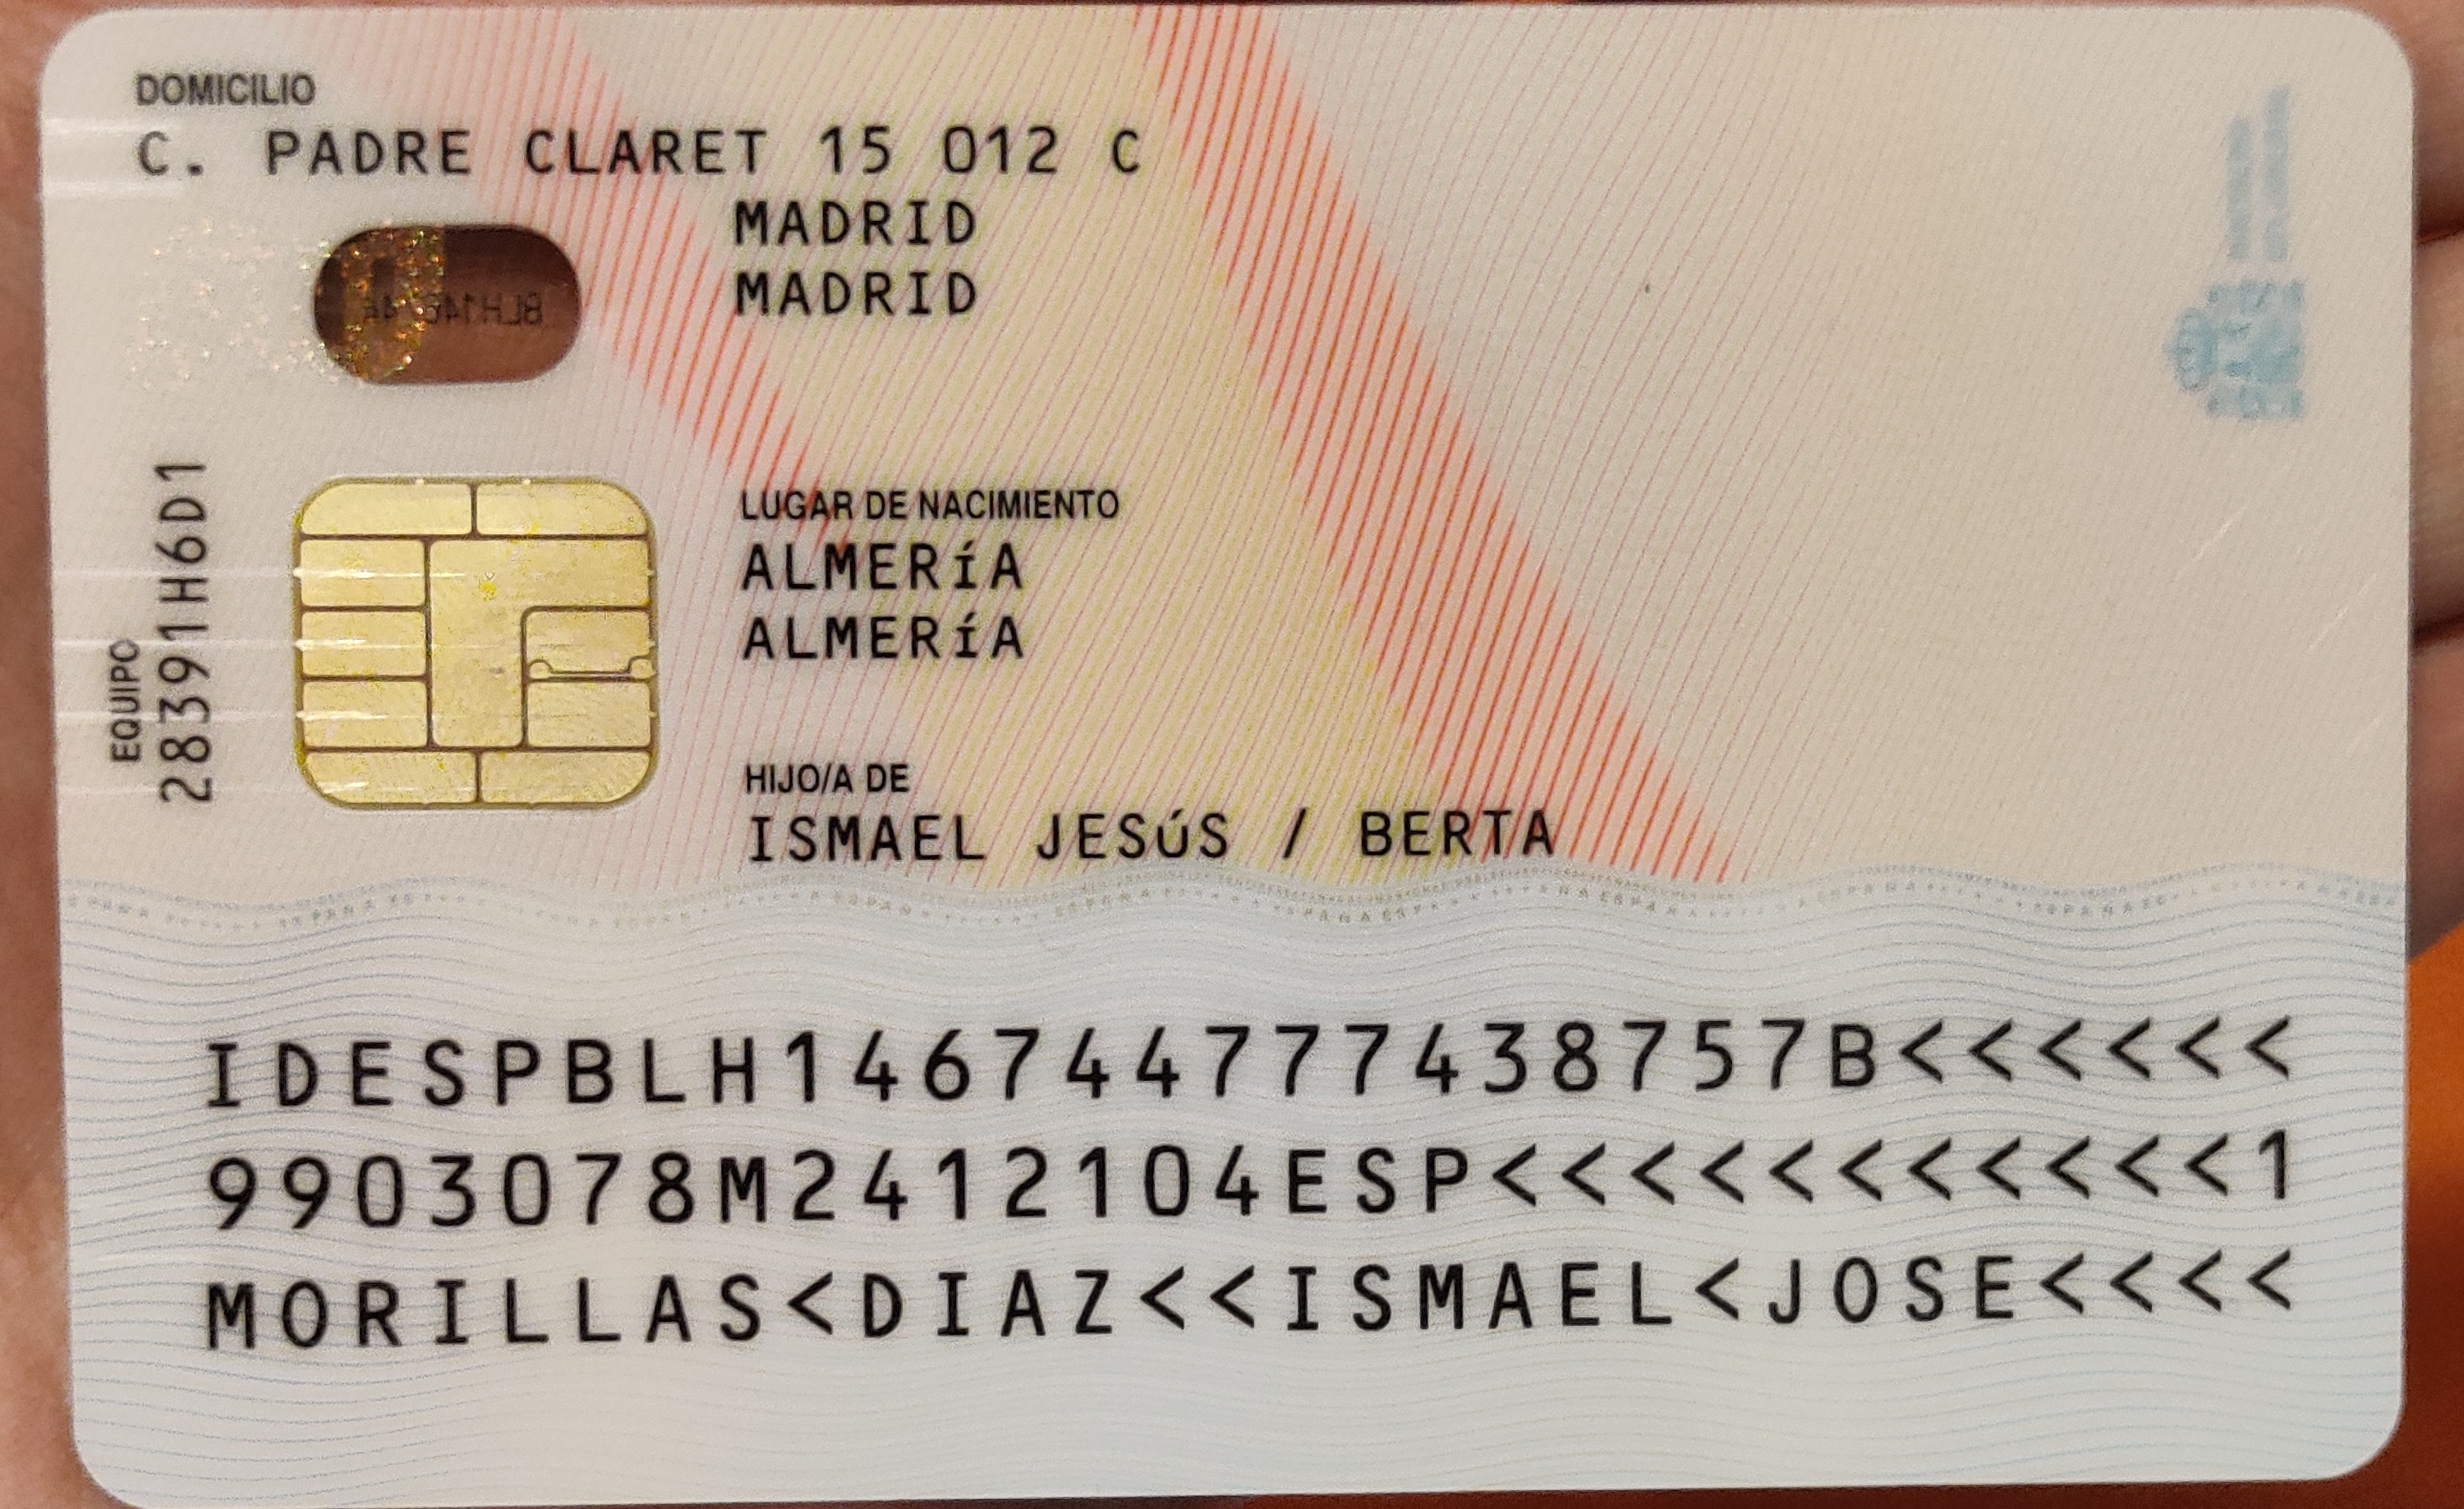 DOMICILIO
C. PADRE CLARET 15 012 C
MADRID
MADRID
EQUIPO
28391H6D1
LUGAR DE NACIMIENTO
ALMERíA
ALMERíA
HIJO/A DE
ISMAEL JESúS / BERTA
IDESPBLH146744777438757B<<<<<<
9903078M2412104ESP<<<<<<<<<<<1
MORILLAS<DIAZ<<ISMAEL<JOSE<<<<